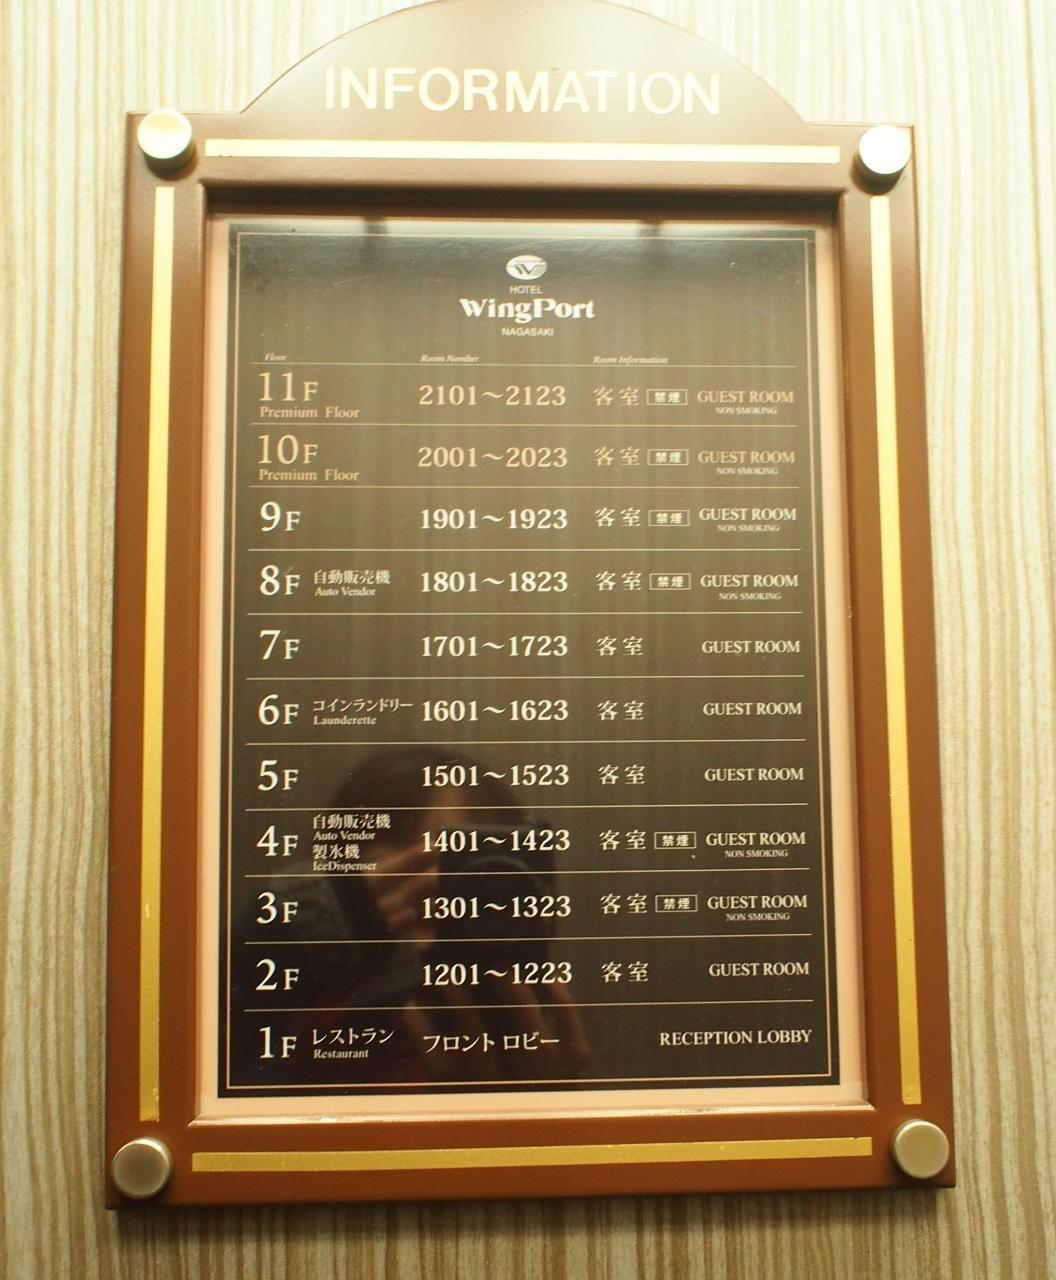 INFORMATION
W
HOTEL
WingPort
NAGASAKI
Floor Room Number Room Information
11F 2101～2123 客室 禁煙 GUEST ROOM
Premium Floor NON SMOKING
10F 2001～2023 客室 禁煙 GUEST ROOM
Premium Floor NON SMOKING
9F 1901～1923 客室 禁煙 GUEST ROOM
NON SMOKING
8F 自動販売機 1801～1823 客室 禁煙 GUEST ROOM
Auto Vendor NON SMOKING
7F 1701～1723 客室 GUEST ROOM
6F コインランドリー 1601～1623 客室 GUEST ROOM
Launderette
5F 1501～1523 客室 GUEST ROOM
自動販売機
Auto Vendor
4F 1401～1423 客室 禁煙 GUEST ROOM
製氷機 NON SMOKING
IceDispenser
3F 1301～1323 客室 禁煙 GUEST ROOM
NON SMOKING
2F 1201～1223 客室 GUEST ROOM
1F レストラン フロント ロビー RECEPTION LOBBY
Restaurant